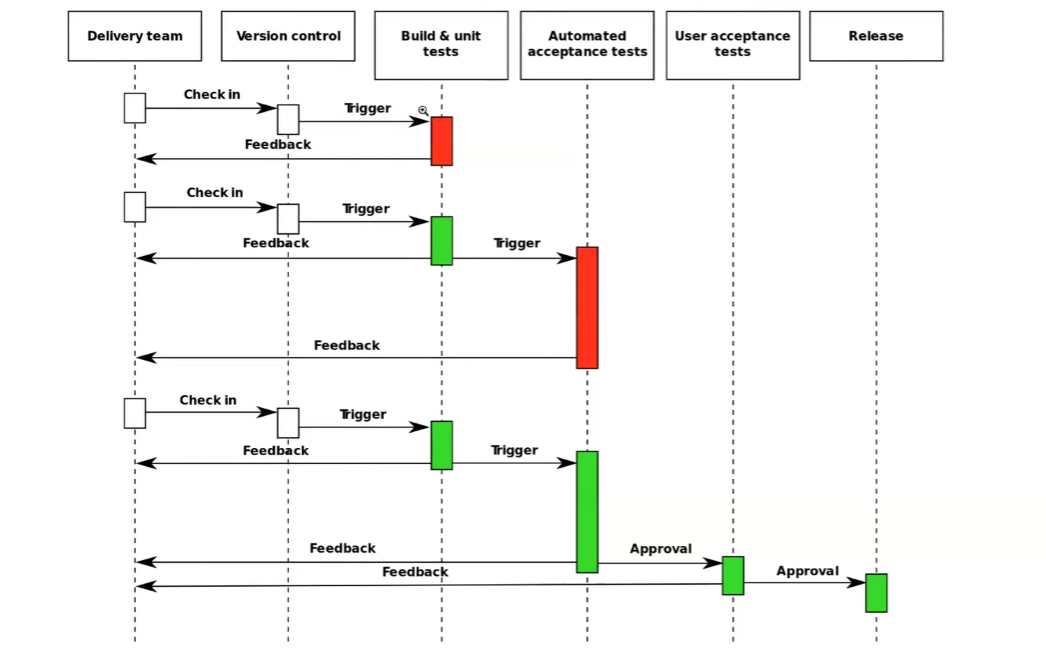 Delivery team
Version control
Build & unit
tests
Automated
acceptance tests
User acceptance
tests
Release
Check in
Trigger
Feedback
Check in
Trigger
Feedback
Trigger
Feedback
Check in
Trigger
Feedback
Trigger
Feedback
Approval
Feedback
Approval